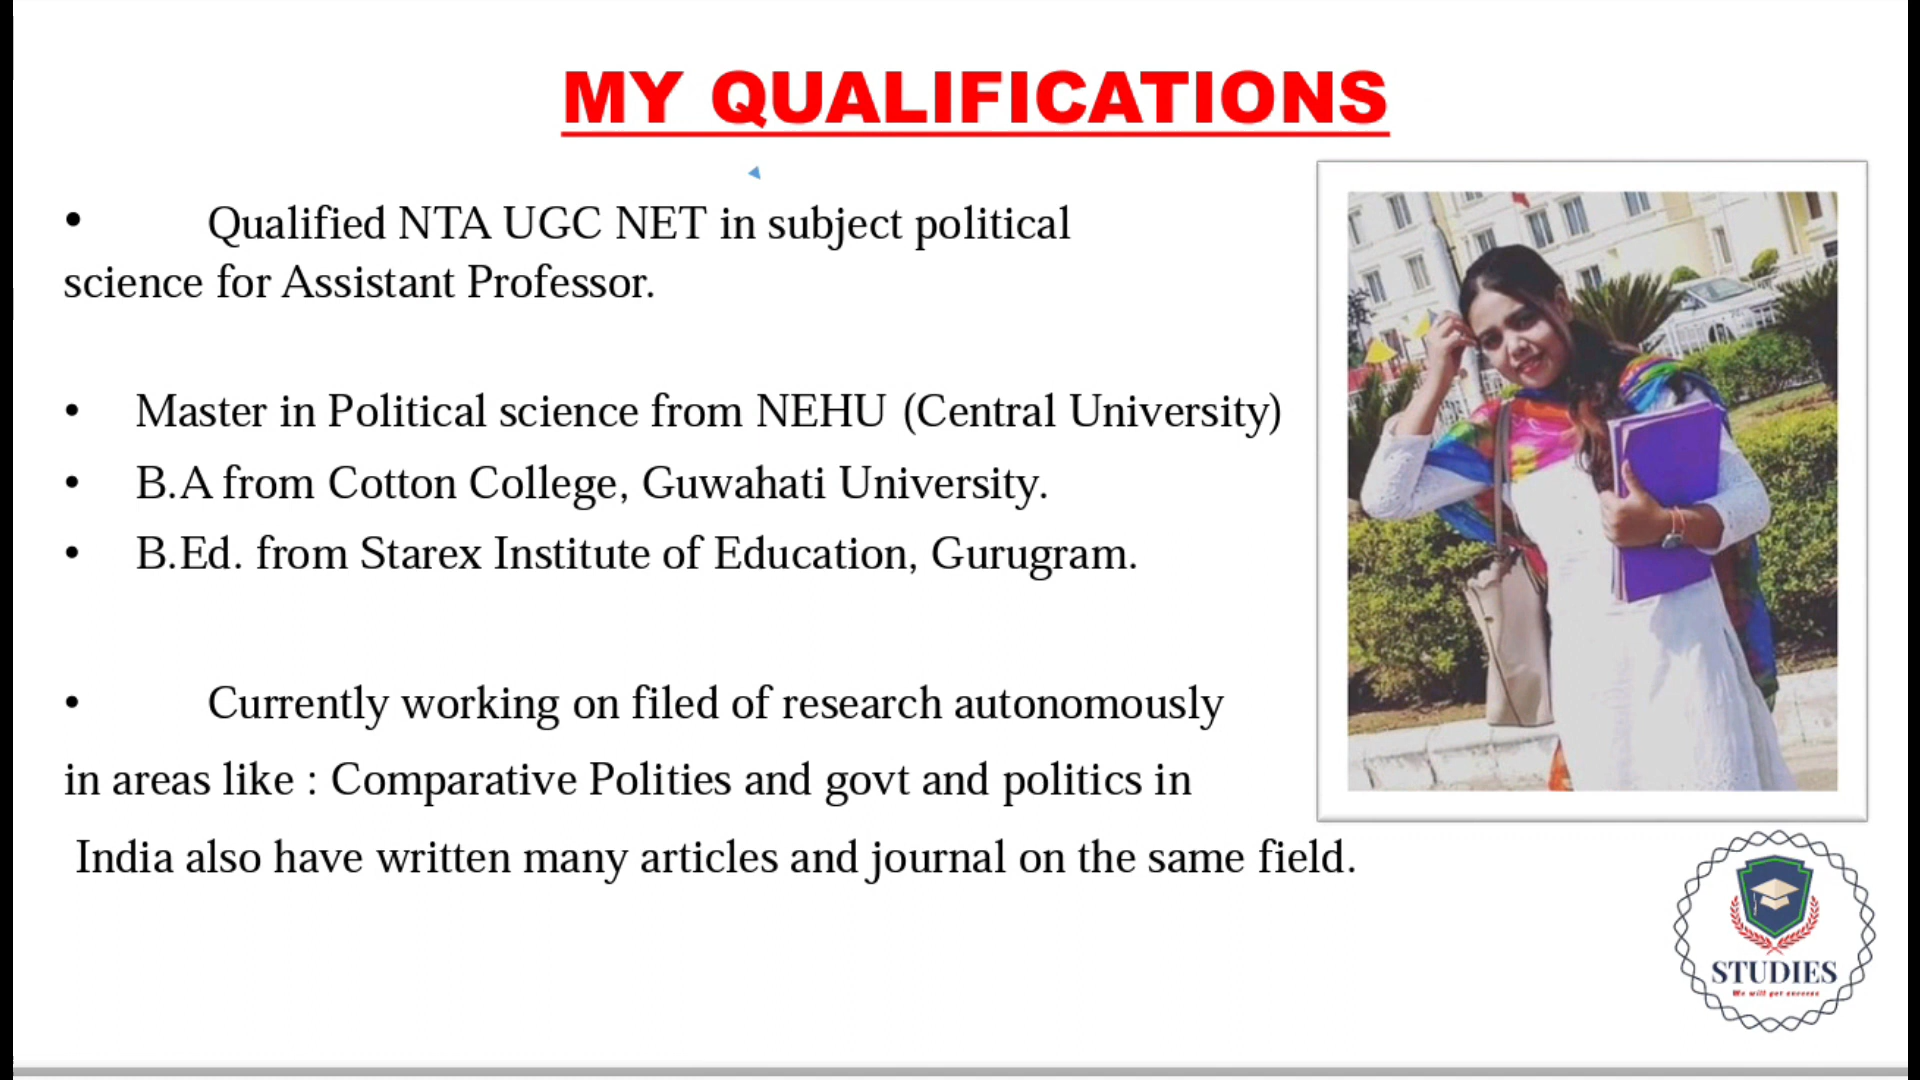 MY QUALIFICATIONS
• Qualified NTA UGC NET in subject political
science for Assistant Professor.
• Master in Political science from NEHU (Central University)
• B.A from Cotton College, Guwahati University.
• B.Ed. from Starex Institute of Education, Gurugram.
• Currently working on filed of research autonomously
in areas like : Comparative Polities and govt and politics in
India also have written many articles and journal on the same field.
STUDIES
We will get success